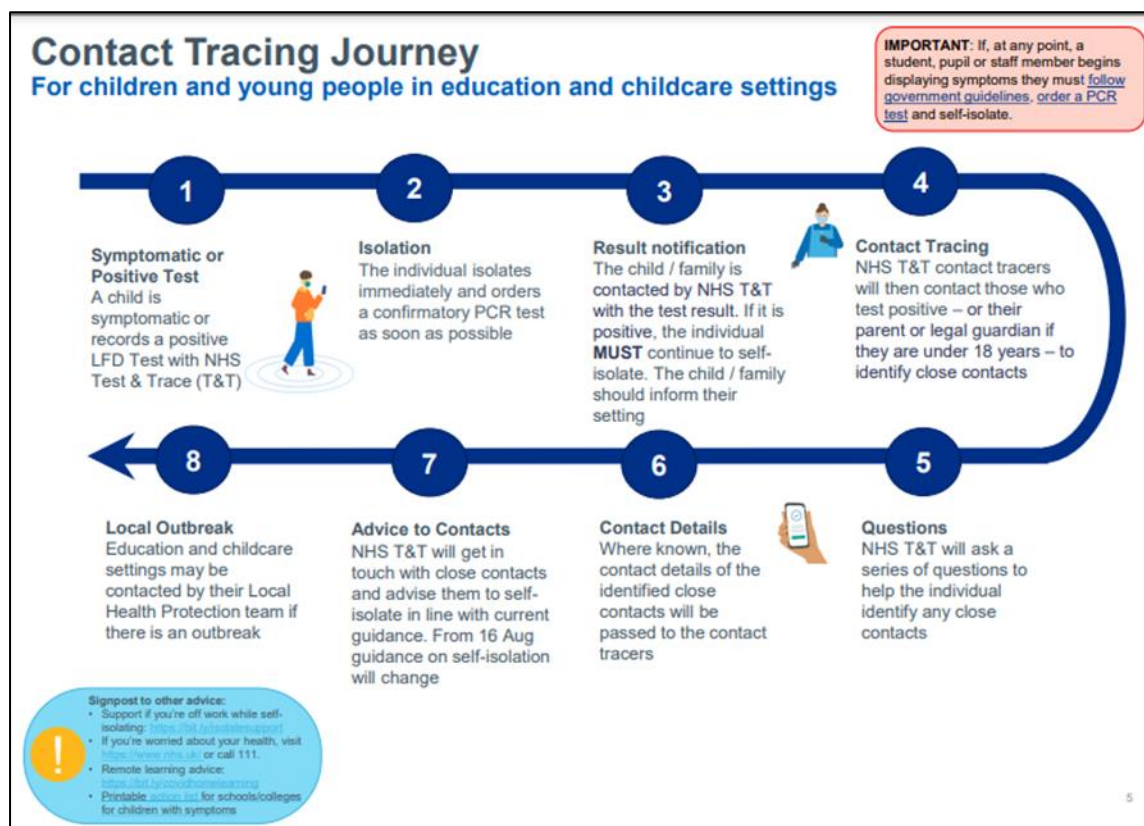 Contact Tracing Journey
For children and young people in education and childcare settings
IMPORTANT: If, at any point, a
student, pupil or staff member begins
displaying symptoms they must follow
government guidelines, order a PCR
test and self-isolate.
1
Symptomatic or
Positive Test
A child is
symptomatic or
records a positive
LFD Test with NHS
Test & Trace (T&T)
2
Isolation
The individual isolates
immediately and orders
a confirmatory PCR test
as soon as possible
3
Result notification
The child / family is
contacted by NHS T&T
with the test result. If it is
positive, the individual
MUST continue to self-
isolate. The child / family
should inform their
setting
4
Contact Tracing
NHS T&T contact tracers
will then contact those who
test positive – or their
parent or legal guardian if
they are under 18 years – to
identify close contacts
5
Questions
NHS T&T will ask a
series of questions to
help the individual
identify any close
contacts
6
Contact Details
Where known, the
contact details of the
identified close
contacts will be
passed to the contact
tracers
7
Advice to Contacts
NHS T&T will get in
touch with close contacts
and advise them to self-
isolate in line with current
guidance. From 16 Aug
guidance on self-isolation
will change
8
Local Outbreak
Education and childcare
settings may be
contacted by their Local
Health Protection team if
there is an outbreak
!
Signpost to other advice:
• Support if you're off work while self-
isolating: https://bit.ly/isolatesupport
• If you're worried about your health, visit
https://www.nhs.uk/ or call 111.
• Remote learning advice:
https://bit.ly/covidhomelearning
• Printable action list for schools/colleges
for children with symptoms
5